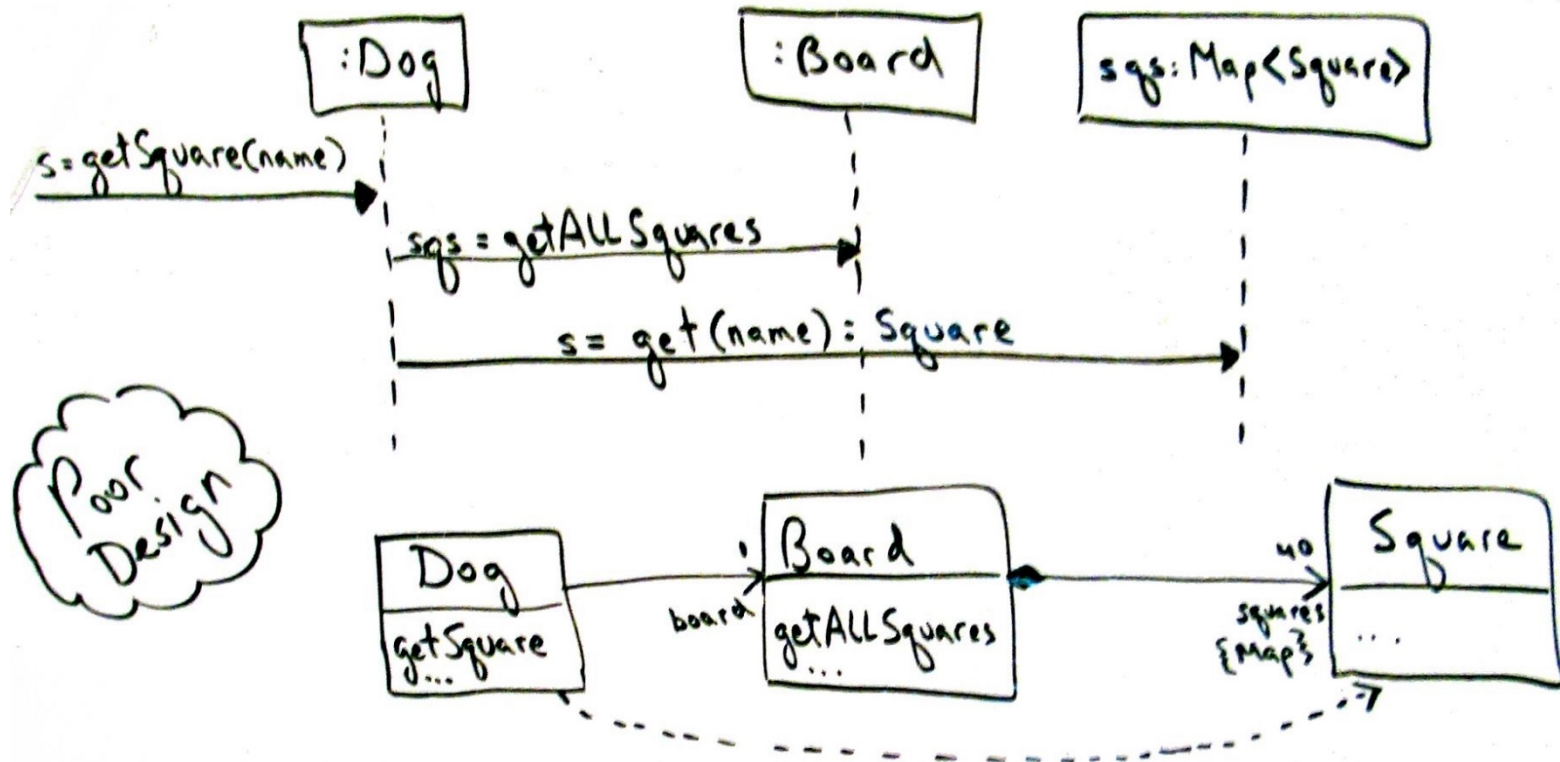 :Dog
:Board
sqs:Map<Square>
s=getSquare(name)
sqs = getALLSquares
s= get(name): Square
Poor
Design
Dog
getSquare
...
1
board
Board
getALLSquares
...
40
squares
{Map}
Square
...